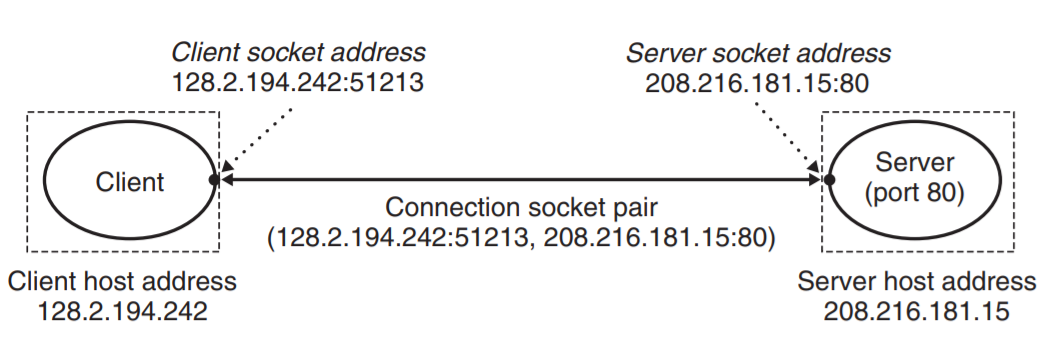 Client socket address
128.2.194.242:51213
Server socket address
208.216.181.15:80
Client
Server
(port 80)
Connection socket pair
(128.2.194.242:51213, 208.216.181.15:80)
Client host address
128.2.194.242
Server host address
208.216.181.15